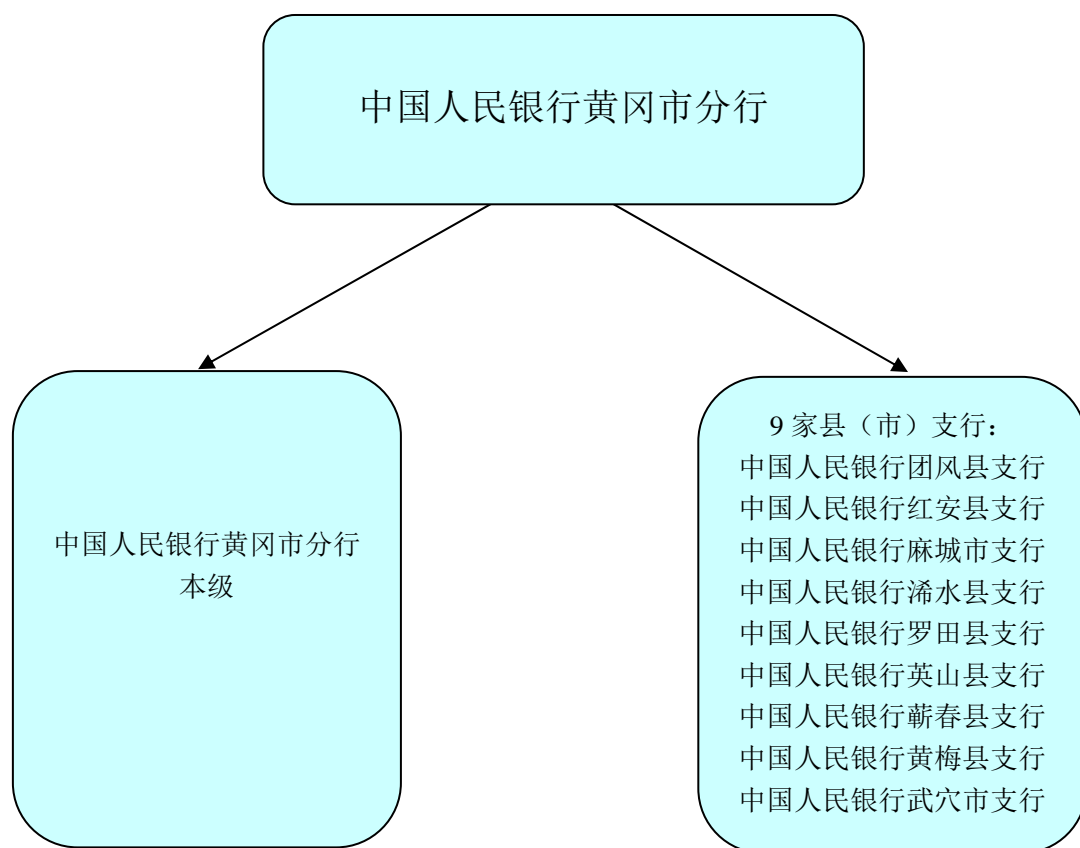 中国人民银行黄冈市分行
中国人民银行黄冈市分行
本级
9 家县（市）支行：
中国人民银行团风县支行
中国人民银行红安县支行
中国人民银行麻城市支行
中国人民银行浠水县支行
中国人民银行罗田县支行
中国人民银行英山县支行
中国人民银行蕲春县支行
中国人民银行黄梅县支行
中国人民银行武穴市支行